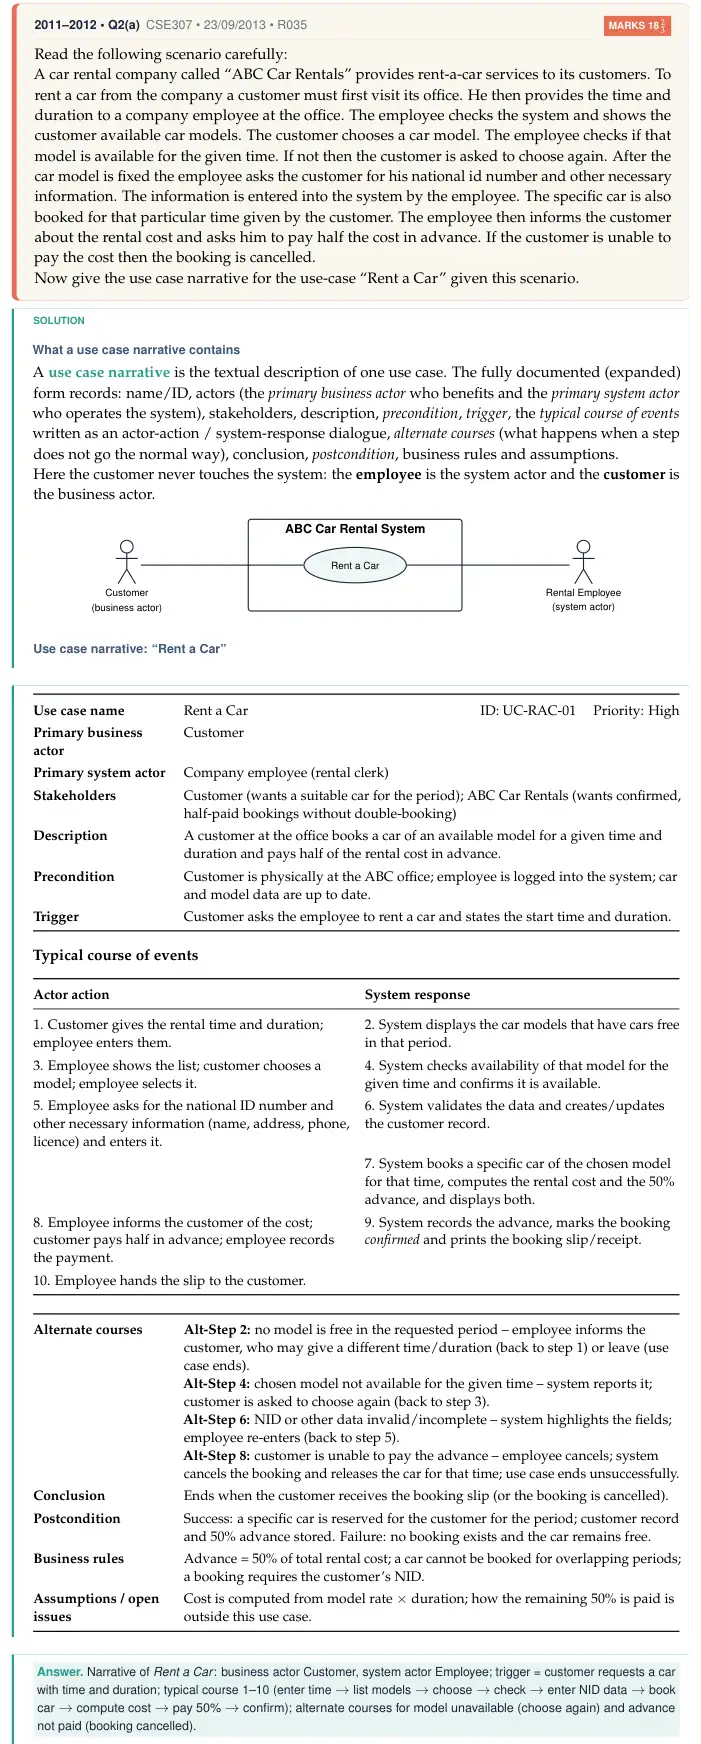 2011–2012 • Q2(a) CSE307 • 23/09/2013 • R035 MARKS 18 2/3
Read the following scenario carefully:
A car rental company called “ABC Car Rentals” provides rent-a-car services to its customers. To
rent a car from the company a customer must first visit its office. He then provides the time and
duration to a company employee at the office. The employee checks the system and shows the
customer available car models. The customer chooses a car model. The employee checks if that
model is available for the given time. If not then the customer is asked to choose again. After the
car model is fixed the employee asks the customer for his national id number and other necessary
information. The information is entered into the system by the employee. The specific car is also
booked for that particular time given by the customer. The employee then informs the customer
about the rental cost and asks him to pay half the cost in advance. If the customer is unable to
pay the cost then the booking is cancelled.
Now give the use case narrative for the use-case “Rent a Car” given this scenario.
SOLUTION
What a use case narrative contains
A use case narrative is the textual description of one use case. The fully documented (expanded)
form records: name/ID, actors (the primary business actor who benefits and the primary system actor
who operates the system), stakeholders, description, precondition, trigger, the typical course of events
written as an actor-action / system-response dialogue, alternate courses (what happens when a step
does not go the normal way), conclusion, postcondition, business rules and assumptions.
Here the customer never touches the system: the employee is the system actor and the customer is
the business actor.
ABC Car Rental System
Rent a Car
Customer
(business actor)
Rental Employee
(system actor)
Use case narrative: “Rent a Car”
Use case name Rent a Car ID: UC-RAC-01 Priority: High
Primary business Customer
actor
Primary system actor Company employee (rental clerk)
Stakeholders Customer (wants a suitable car for the period); ABC Car Rentals (wants confirmed,
half-paid bookings without double-booking)
Description A customer at the office books a car of an available model for a given time and
duration and pays half of the rental cost in advance.
Precondition Customer is physically at the ABC office; employee is logged into the system; car
and model data are up to date.
Trigger Customer asks the employee to rent a car and states the start time and duration.
Typical course of events
Actor action System response
1. Customer gives the rental time and duration;
employee enters them.
2. System displays the car models that have cars free
in that period.
3. Employee shows the list; customer chooses a
model; employee selects it.
4. System checks availability of that model for the
given time and confirms it is available.
5. Employee asks for the national ID number and
other necessary information (name, address, phone,
licence) and enters it.
6. System validates the data and creates/updates
the customer record.
7. System books a specific car of the chosen model
for that time, computes the rental cost and the 50%
advance, and displays both.
8. Employee informs the customer of the cost;
customer pays half in advance; employee records
the payment.
9. System records the advance, marks the booking
confirmed and prints the booking slip/receipt.
10. Employee hands the slip to the customer.
Alternate courses Alt-Step 2: no model is free in the requested period – employee informs the
customer, who may give a different time/duration (back to step 1) or leave (use
case ends).
Alt-Step 4: chosen model not available for the given time – system reports it;
customer is asked to choose again (back to step 3).
Alt-Step 6: NID or other data invalid/incomplete – system highlights the fields;
employee re-enters (back to step 5).
Alt-Step 8: customer is unable to pay the advance – employee cancels; system
cancels the booking and releases the car for that time; use case ends unsuccessfully.
Conclusion Ends when the customer receives the booking slip (or the booking is cancelled).
Postcondition Success: a specific car is reserved for the customer for the period; customer record
and 50% advance stored. Failure: no booking exists and the car remains free.
Business rules Advance = 50% of total rental cost; a car cannot be booked for overlapping periods;
a booking requires the customer’s NID.
Assumptions / open Cost is computed from model rate × duration; how the remaining 50% is paid is
issues outside this use case.
Answer. Narrative of Rent a Car: business actor Customer, system actor Employee; trigger = customer requests a car
with time and duration; typical course 1–10 (enter time → list models → choose → check → enter NID data → book
car → compute cost → pay 50% → confirm); alternate courses for model unavailable (choose again) and advance
not paid (booking cancelled).